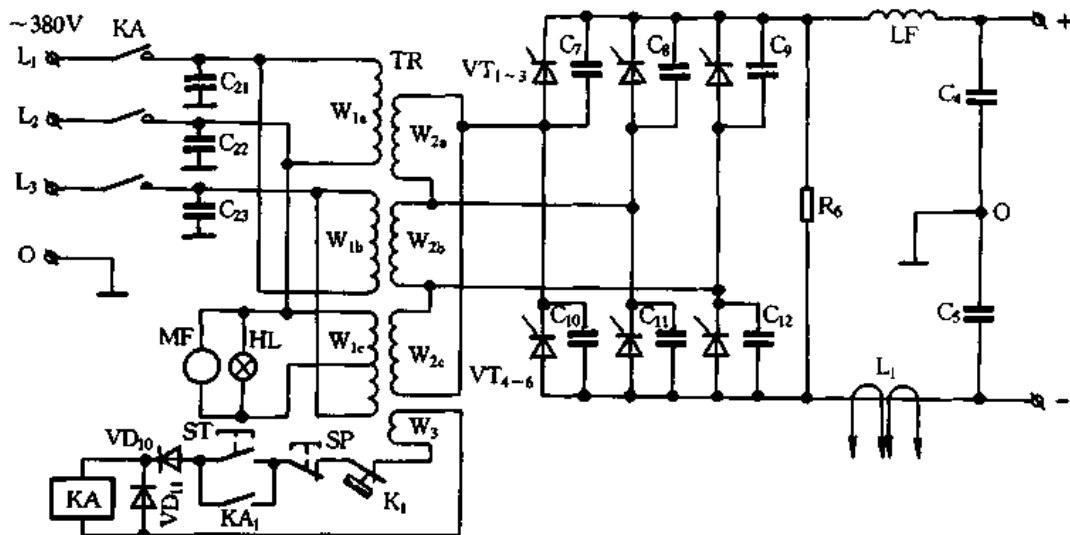 ~380V
KA
L₁
C₂₁
TR
W₁ₐ
W₂ₐ
L₂
C₂₂
L₃
C₂₃
W₁b
W₂b
O
MF
HL
W₁c
W₂c
W₃
VD₁₀
ST
SP
KA
VD₁₁
KA₁
K₁
VT₁~₃
C₇
C₈
C₉
LF
+
C₄
R₆
O
C₁₀
C₁₁
C₁₂
VT₄~₆
C₅
-